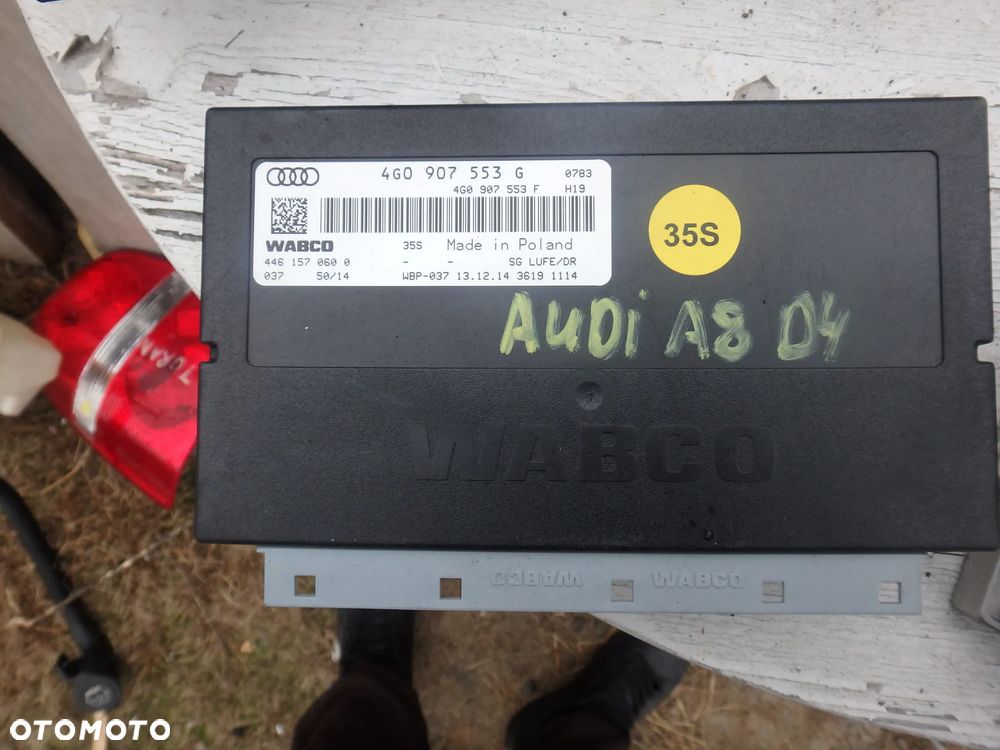 4G0 907 553 G 0783
4G0 907 553 F H19
WABCO 35S Made in Poland
446 157 060 0 - - SG LUFE/DR
037 50/14 WBP-037 13.12.14 3619 1114
35S
AUDi A8 D4
WABCO
WABCO WABCO
TOURAN
OTOMOTO